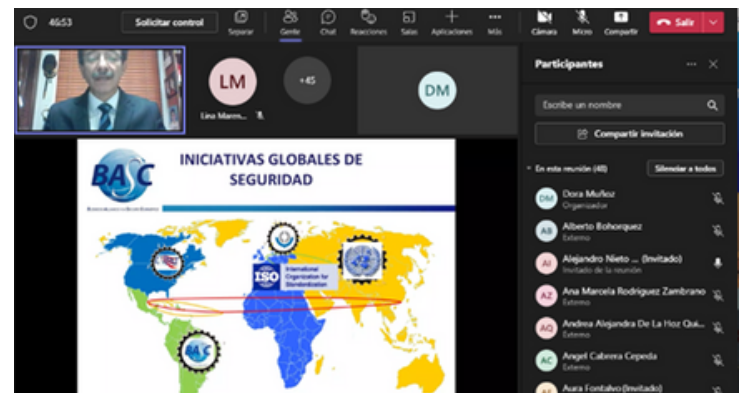 46:53
Solicitar control
Separar
Gente
Chat
Reacciones
Salas
Aplicaciones
Más
Cámara
Micro
Compartir
Salir
LM
Lina Marm...
+45
DM
Participantes
Escribe un nombre
Compartir invitación
En esta reunión (48)
Silenciar a todos
DM
Dora Muñoz
Organizador
AB
Alberto Bohorquez
Externo
AI
Alejandro Nieto ... (Invitado)
Invitado de la reunión
AZ
Ana Marcela Rodriguez Zambrano
Externo
AQ
Andrea Alejandra De La Hoz Qui...
Externo
AC
Angel Cabrera Cepeda
Externo
Aura Fontalvo (Invitado)
BASC
INICIATIVAS GLOBALES DE
SEGURIDAD
ISO
International
Organization for
Standardization
BASC